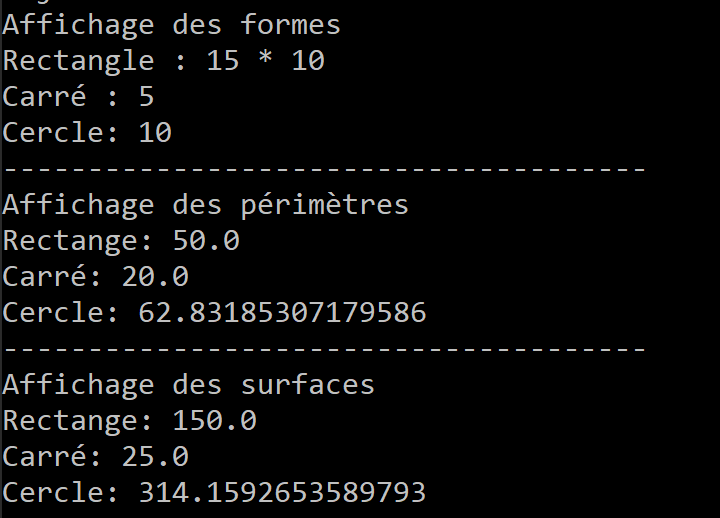 Affichage des formes
Rectangle : 15 * 10
Carré : 5
Cercle: 10
--------------------------------------
Affichage des périmètres
Rectange: 50.0
Carré: 20.0
Cercle: 62.83185307179586
--------------------------------------
Affichage des surfaces
Rectange: 150.0
Carré: 25.0
Cercle: 314.1592653589793